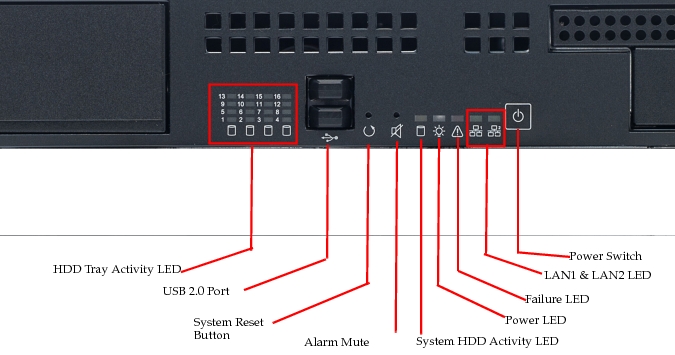 13 14 15 16
9 10 11 12
5 6 7 8
1 2 3 4
HDD Tray Activity LED
USB 2.0 Port
System Reset
Button
Alarm Mute
System HDD Activity LED
Power LED
Failure LED
LAN1 & LAN2 LED
Power Switch